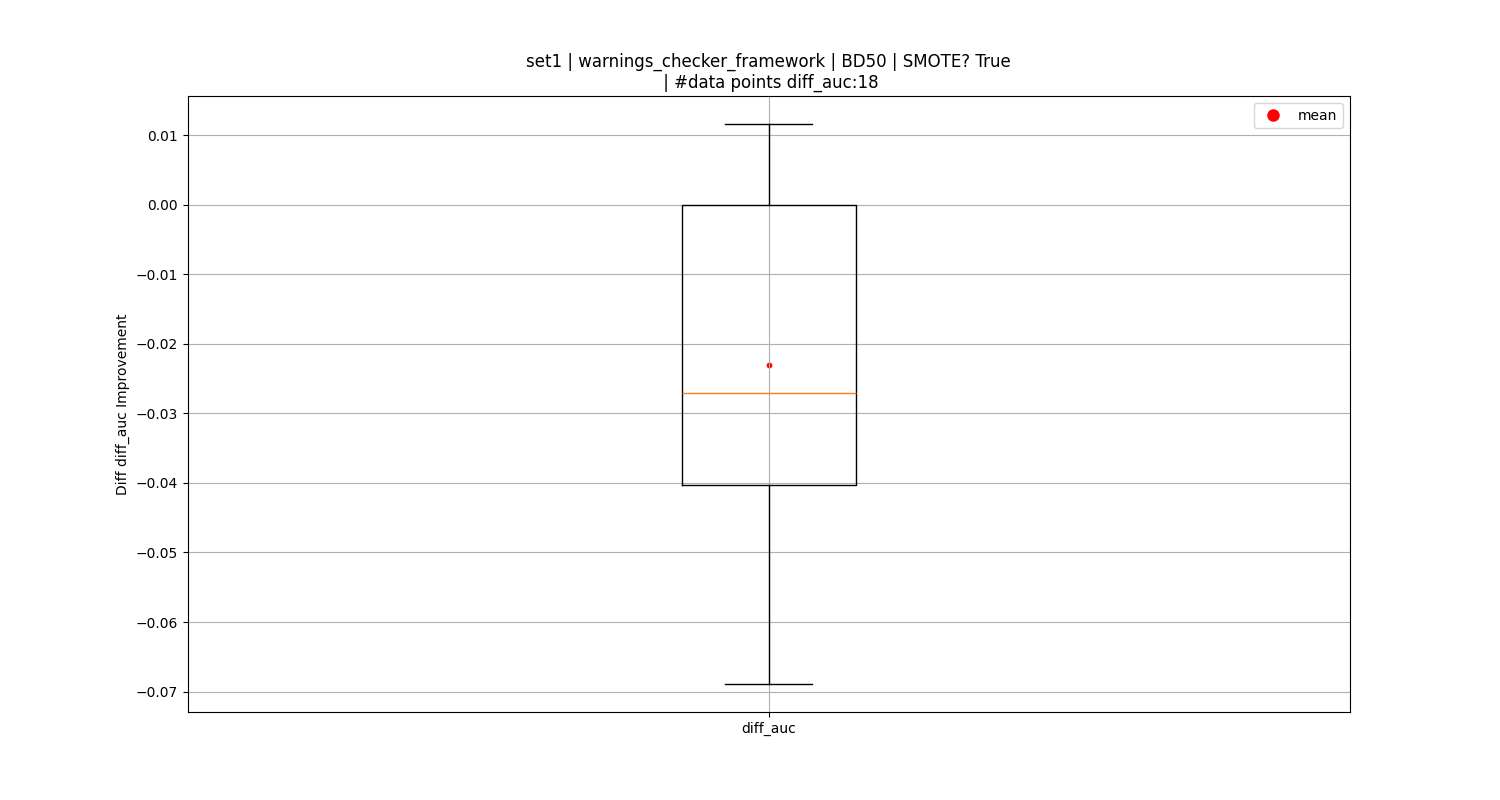 set1 | warnings_checker_framework | BD50 | SMOTE? True
| #data points diff_auc:18
mean
0.01
0.00
−0.01
−0.02
−0.03
−0.04
−0.05
−0.06
−0.07
Diff diff_auc Improvement
diff_auc